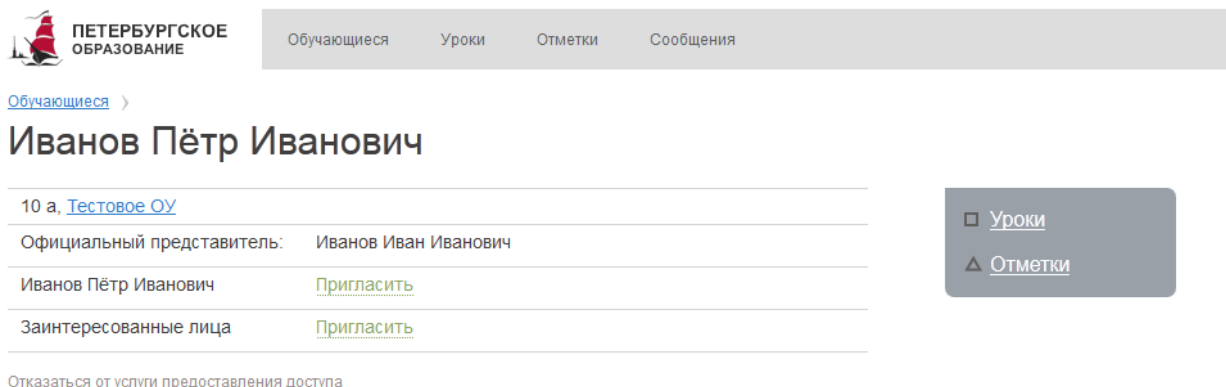 ПЕТЕРБУРГСКОЕ
ОБРАЗОВАНИЕ
Обучающиеся Уроки Отметки Сообщения
Обучающиеся
Иванов Пётр Иванович
10 а, Тестовое ОУ
Официальный представитель: Иванов Иван Иванович
Иванов Пётр Иванович Пригласить
Заинтересованные лица Пригласить
Уроки
Отметки
Отказаться от услуги предоставления доступа